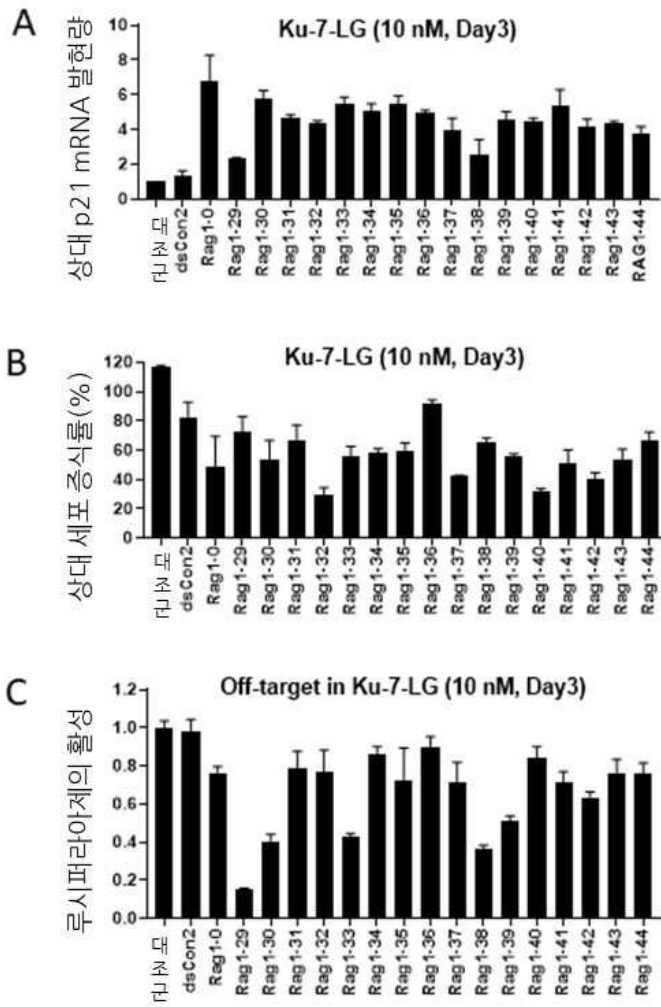 A
Ku-7-LG (10 nM, Day3)
상대 p21 mRNA 발현량
10
8
6
4
2
0
대조군
dsCon2
Rag1-0
Rag1-29
Rag1-30
Rag1-31
Rag1-32
Rag1-33
Rag1-34
Rag1-35
Rag1-36
Rag1-37
Rag1-38
Rag1-39
Rag1-40
Rag1-41
Rag1-42
Rag1-43
RAG1-44
B
Ku-7-LG (10 nM, Day3)
상대 세포 증식률(%)
120
100
80
60
40
20
0
대조군
dsCon2
Rag1-0
Rag1-29
Rag1-30
Rag1-31
Rag1-32
Rag1-33
Rag1-34
Rag1-35
Rag1-36
Rag1-37
Rag1-38
Rag1-39
Rag1-40
Rag1-41
Rag1-42
Rag1-43
Rag1-44
C
Off-target in Ku-7-LG (10 nM, Day3)
루시퍼라아제의 활성
1.2
1.0
0.8
0.6
0.4
0.2
0.0
대조군
dsCon2
Rag1-0
Rag1-29
Rag1-30
Rag1-31
Rag1-32
Rag1-33
Rag1-34
Rag1-35
Rag1-36
Rag1-37
Rag1-38
Rag1-39
Rag1-40
Rag1-41
Rag1-42
Rag1-43
Rag1-44